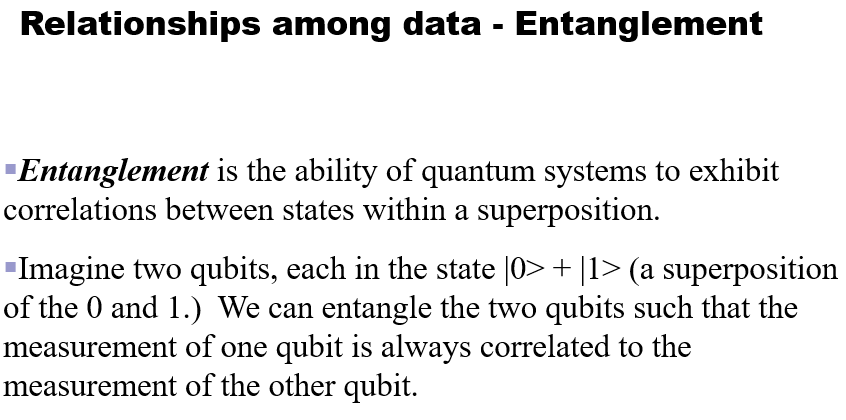 Relationships among data - Entanglement
▪Entanglement is the ability of quantum systems to exhibit
correlations between states within a superposition.
▪Imagine two qubits, each in the state |0> + |1> (a superposition
of the 0 and 1.)  We can entangle the two qubits such that the
measurement of one qubit is always correlated to the
measurement of the other qubit.